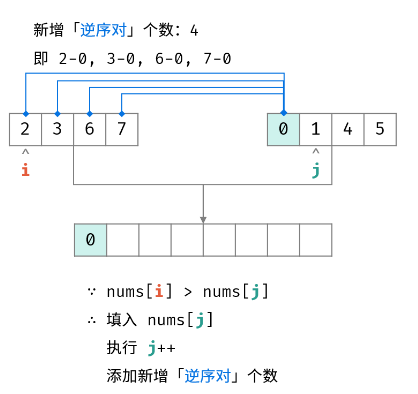 新增「逆序对」个数：4
即 2-0, 3-0, 6-0, 7-0
2 3 6 7 0 1 4 5
^ ^
i j
0
∵ nums[i] > nums[j]
∴ 填入 nums[j]
执行 j++
添加新增「逆序对」个数